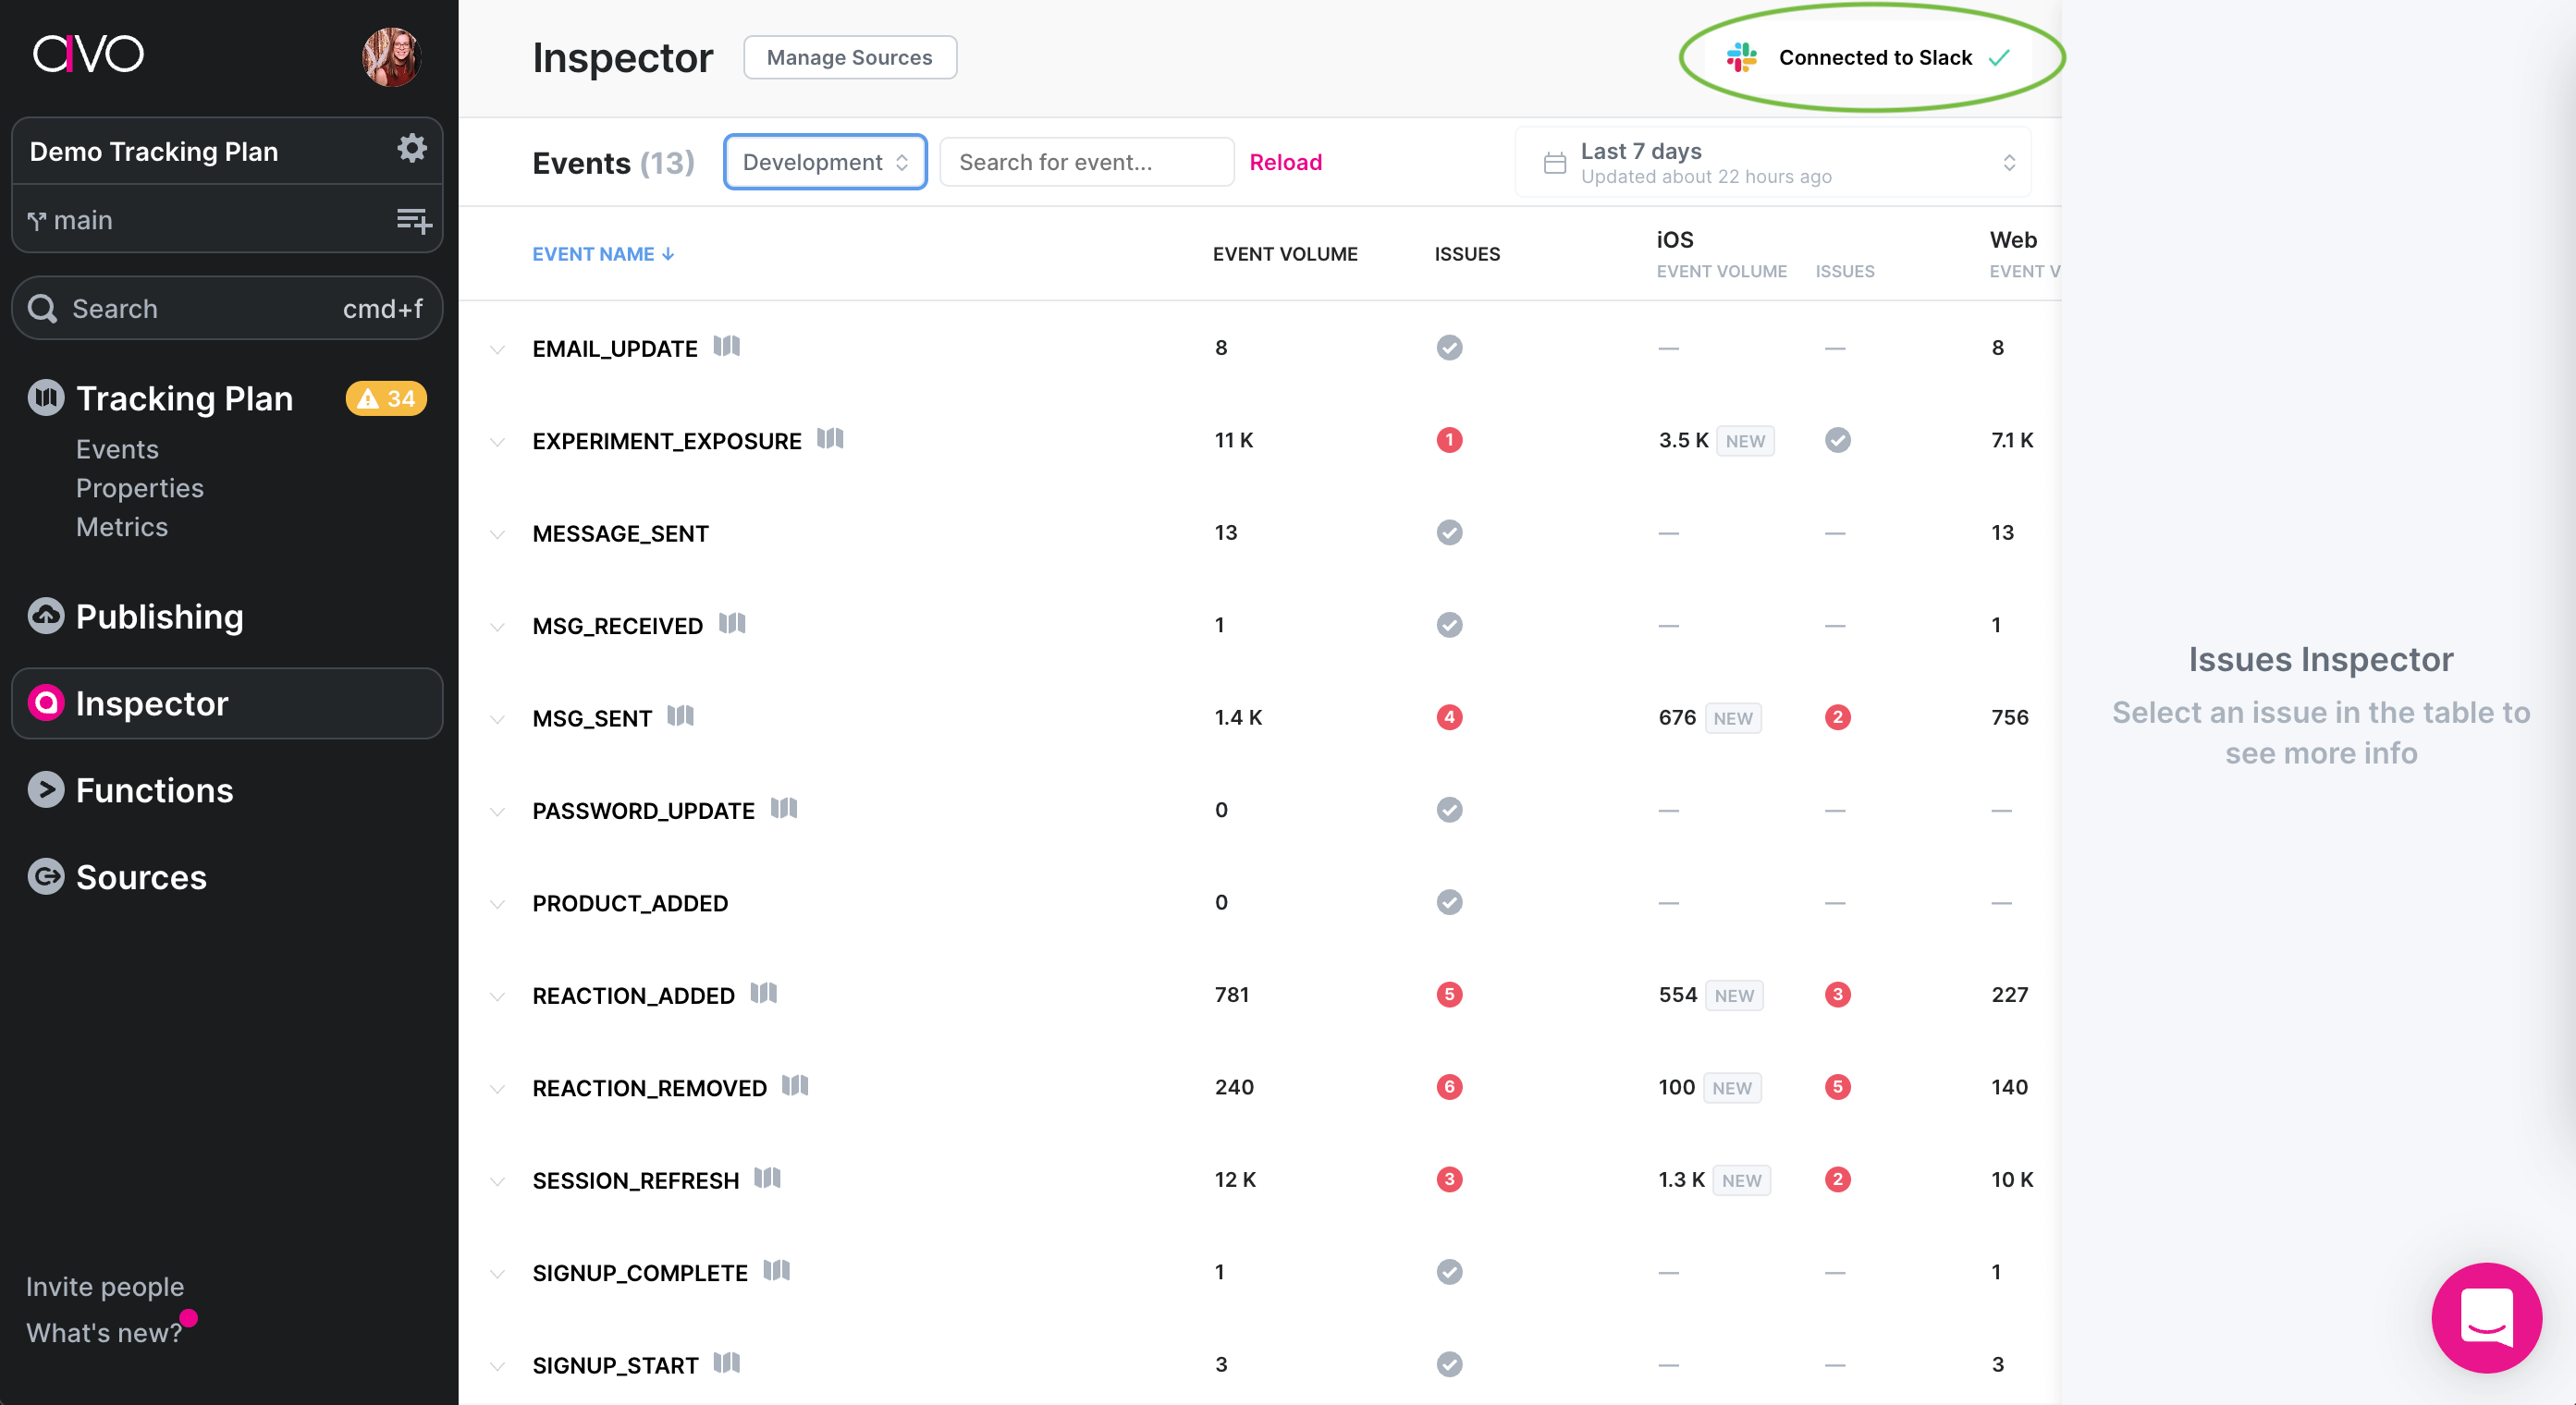 avo
Demo Tracking Plan
main
Search cmd+f
Tracking Plan 34
Events
Properties
Metrics
Publishing
Inspector
Functions
Sources
Invite people
What's new?
Inspector Manage Sources Connected to Slack
Events (13) Development Search for event... Reload Last 7 days
Updated about 22 hours ago
EVENT NAME EVENT VOLUME ISSUES iOS Web
EVENT VOLUME ISSUES EVENT V
EMAIL_UPDATE 8 — — 8
EXPERIMENT_EXPOSURE 11 K 1 3.5 K NEW 7.1 K
MESSAGE_SENT 13 — — 13
MSG_RECEIVED 1 — — 1
MSG_SENT 1.4 K 4 676 NEW 2 756
PASSWORD_UPDATE 0 — — —
PRODUCT_ADDED 0 — — —
REACTION_ADDED 781 5 554 NEW 3 227
REACTION_REMOVED 240 6 100 NEW 5 140
SESSION_REFRESH 12 K 3 1.3 K NEW 2 10 K
SIGNUP_COMPLETE 1 — — 1
SIGNUP_START 3 — — 3
Issues Inspector
Select an issue in the table to
see more info